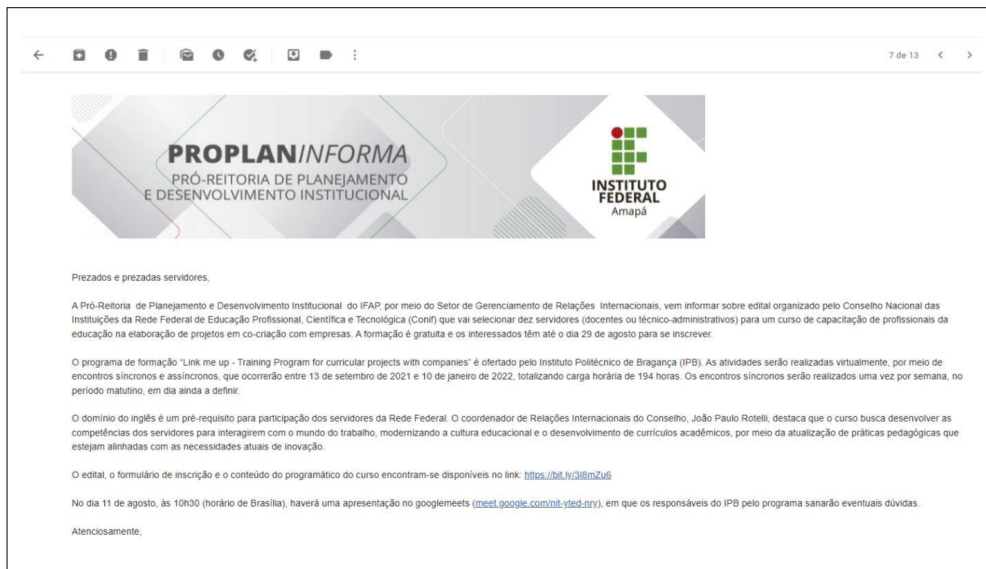 7 de 13
PROPLANINFORMA
PRÓ-REITORIA DE PLANEJAMENTO
E DESENVOLVIMENTO INSTITUCIONAL
INSTITUTO
FEDERAL
Amapá
Prezados e prezadas servidores,
A Pró-Reitoria de Planejamento e Desenvolvimento Institucional do IFAP, por meio do Setor de Gerenciamento de Relações Internacionais, vem informar sobre edital organizado pelo Conselho Nacional das
Instituições da Rede Federal de Educação Profissional, Científica e Tecnológica (Conif) que vai selecionar dez servidores (docentes ou técnico-administrativos) para um curso de capacitação de profissionais da
educação na elaboração de projetos em co-criação com empresas. A formação é gratuita e os interessados têm até o dia 29 de agosto para se inscrever.
O programa de formação “Link me up - Training Program for curricular projects with companies” é ofertado pelo Instituto Politécnico de Bragança (IPB). As atividades serão realizadas virtualmente, por meio de
encontros síncronos e assíncronos, que ocorrerão entre 13 de setembro de 2021 e 10 de janeiro de 2022, totalizando carga horária de 194 horas. Os encontros síncronos serão realizados uma vez por semana, no
período matutino, em dia ainda a definir.
O domínio do inglês é um pré-requisito para participação dos servidores da Rede Federal. O coordenador de Relações Internacionais do Conselho, João Paulo Rotelli, destaca que o curso busca desenvolver as
competências dos servidores para interagirem com o mundo do trabalho, modernizando a cultura educacional e o desenvolvimento de currículos acadêmicos, por meio da atualização de práticas pedagógicas que
estejam alinhadas com as necessidades atuais de inovação.
O edital, o formulário de inscrição e o conteúdo do programático do curso encontram-se disponíveis no link: https://bit.ly/3l8mZu6
No dia 11 de agosto, às 10h30 (horário de Brasília), haverá uma apresentação no googlemeets (meet.google.com/nit-yted-nry), em que os responsáveis do IPB pelo programa sanarão eventuais dúvidas.
Atenciosamente,